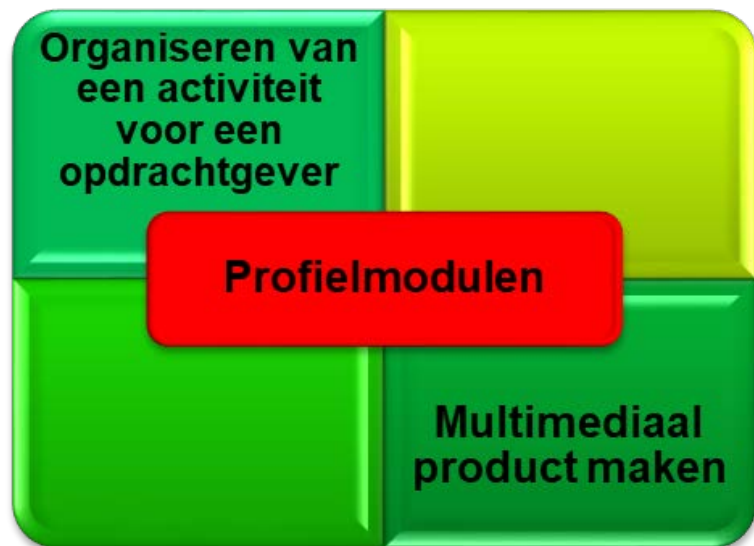 Organiseren van
een activiteit
voor een
opdrachtgever
Profielmodulen
Multimediaal
product maken